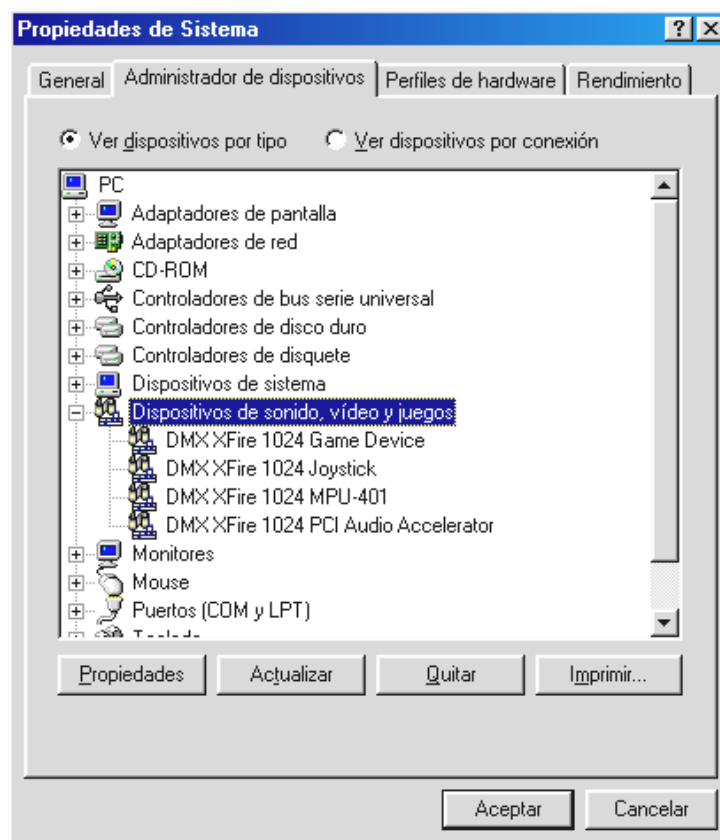 Propiedades de Sistema
General Administrador de dispositivos Perfiles de hardware Rendimiento
Ver dispositivos por tipo Ver dispositivos por conexión
PC
Adaptadores de pantalla
Adaptadores de red
CD-ROM
Controladores de bus serie universal
Controladores de disco duro
Controladores de disquete
Dispositivos de sistema
Dispositivos de sonido, vídeo y juegos
DMX XFire 1024 Game Device
DMX XFire 1024 Joystick
DMX XFire 1024 MPU-401
DMX XFire 1024 PCI Audio Accelerator
Monitores
Mouse
Puertos (COM y LPT)
Propiedades Actualizar Quitar Imprimir...
Aceptar Cancelar